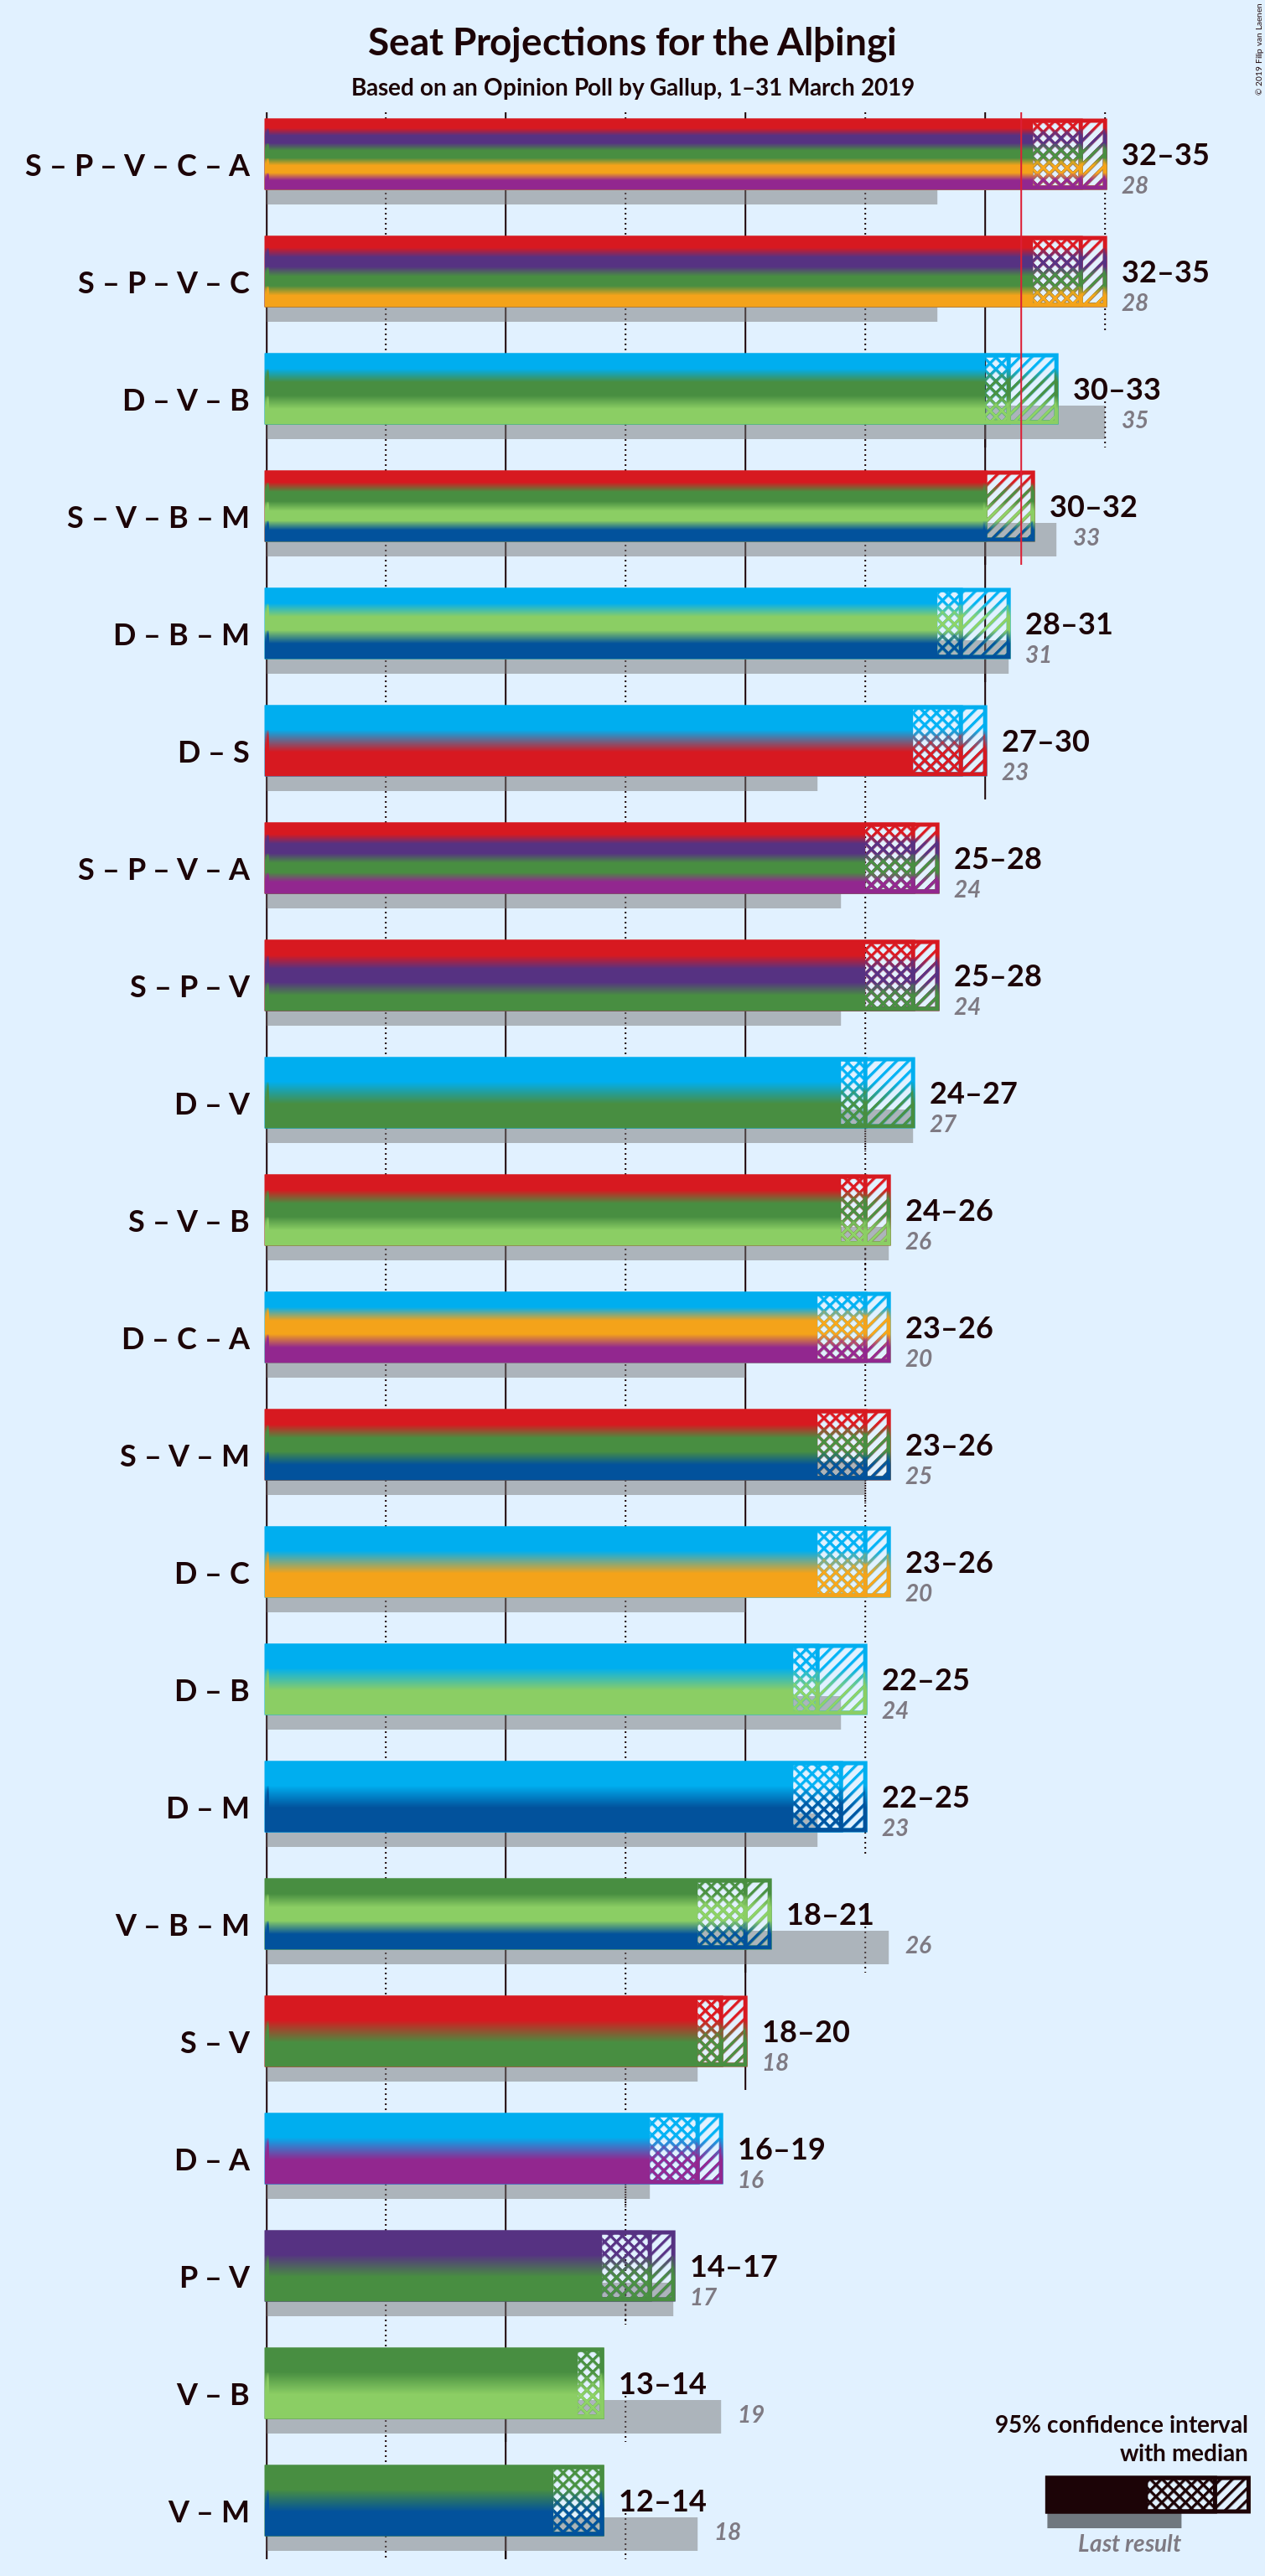 Seat Projections for the Alþingi
Based on an Opinion Poll by Gallup, 1–31 March 2019
© 2019 Filip van Laenen
S – P – V – C – A
32–35
28
S – P – V – C
32–35
28
D – V – B
30–33
35
S – V – B – M
30–32
33
D – B – M
28–31
31
D – S
27–30
23
S – P – V – A
25–28
24
S – P – V
25–28
24
D – V
24–27
27
S – V – B
24–26
26
D – C – A
23–26
20
S – V – M
23–26
25
D – C
23–26
20
D – B
22–25
24
D – M
22–25
23
V – B – M
18–21
26
S – V
18–20
18
D – A
16–19
16
P – V
14–17
17
V – B
13–14
19
V – M
12–14
18
95% confidence interval
with median
Last result